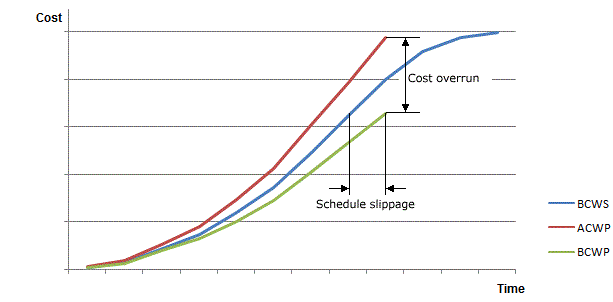 Cost
Cost overrun
Schedule slippage
BCWS
ACWP
BCWP
Time